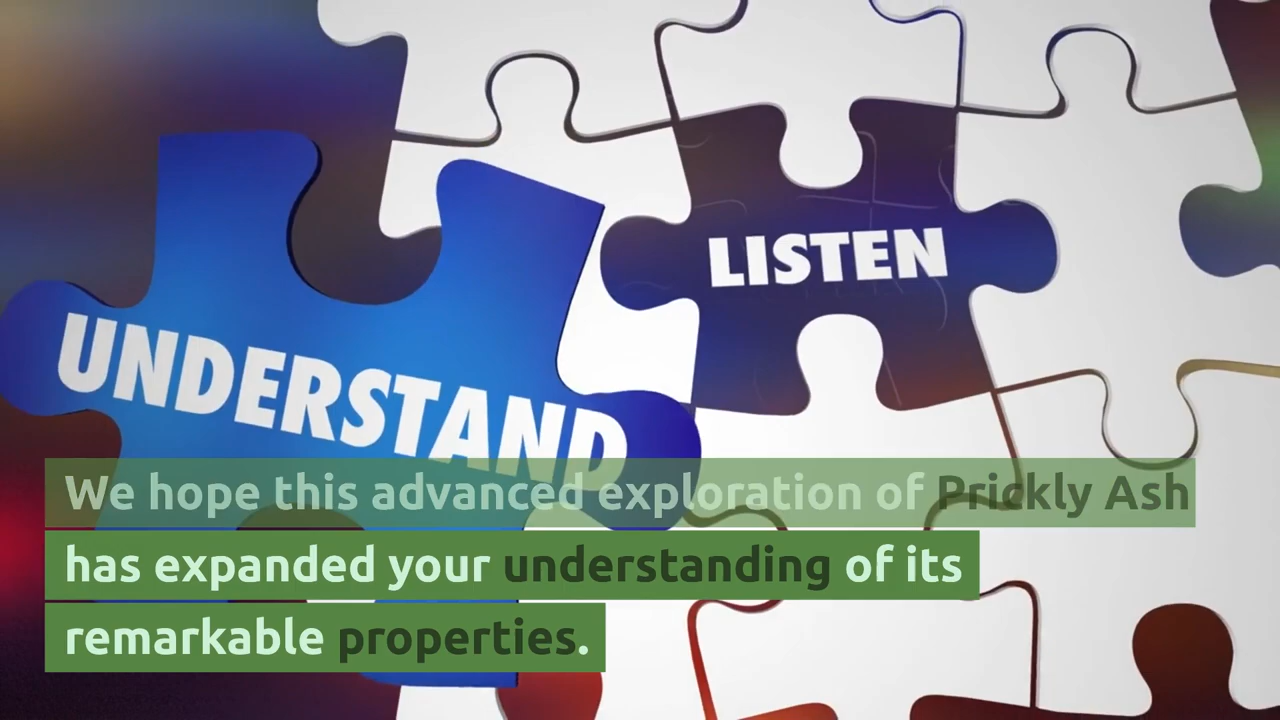 LISTEN
UNDERSTAND
We hope this advanced exploration of Prickly Ash
has expanded your understanding of its
remarkable properties.